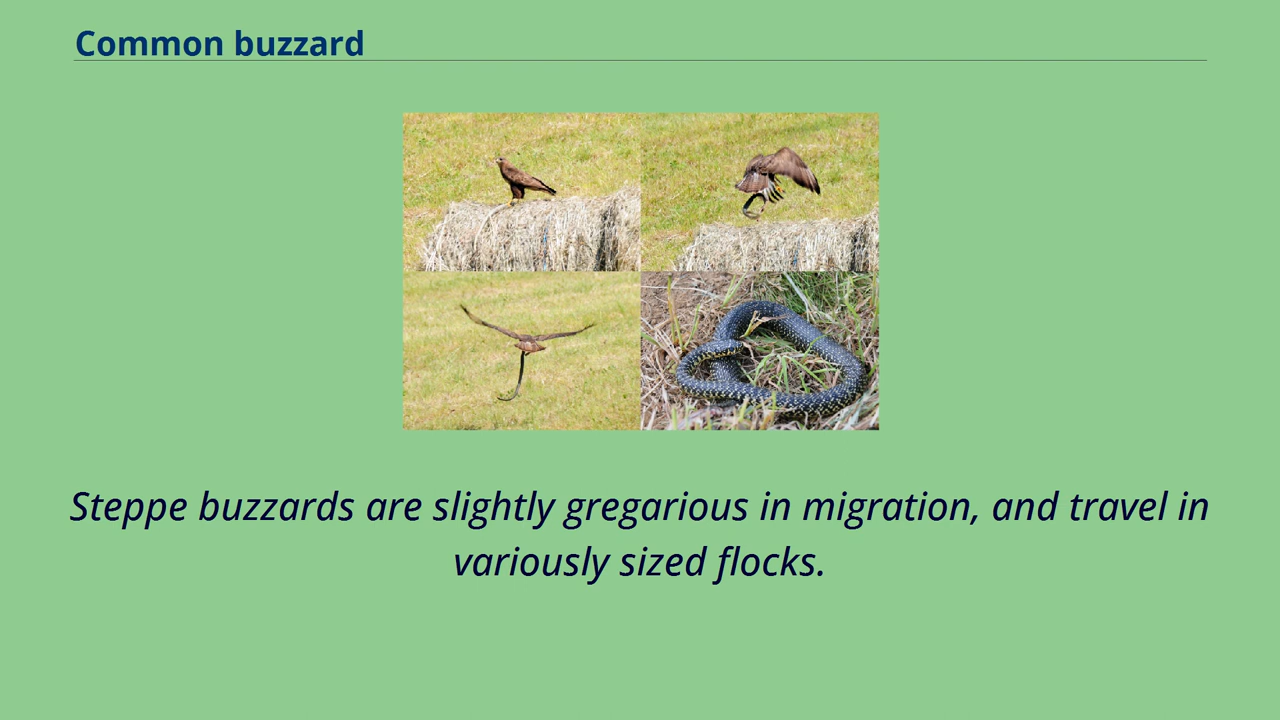 Common buzzard
Steppe buzzards are slightly gregarious in migration, and travel in
variously sized flocks.